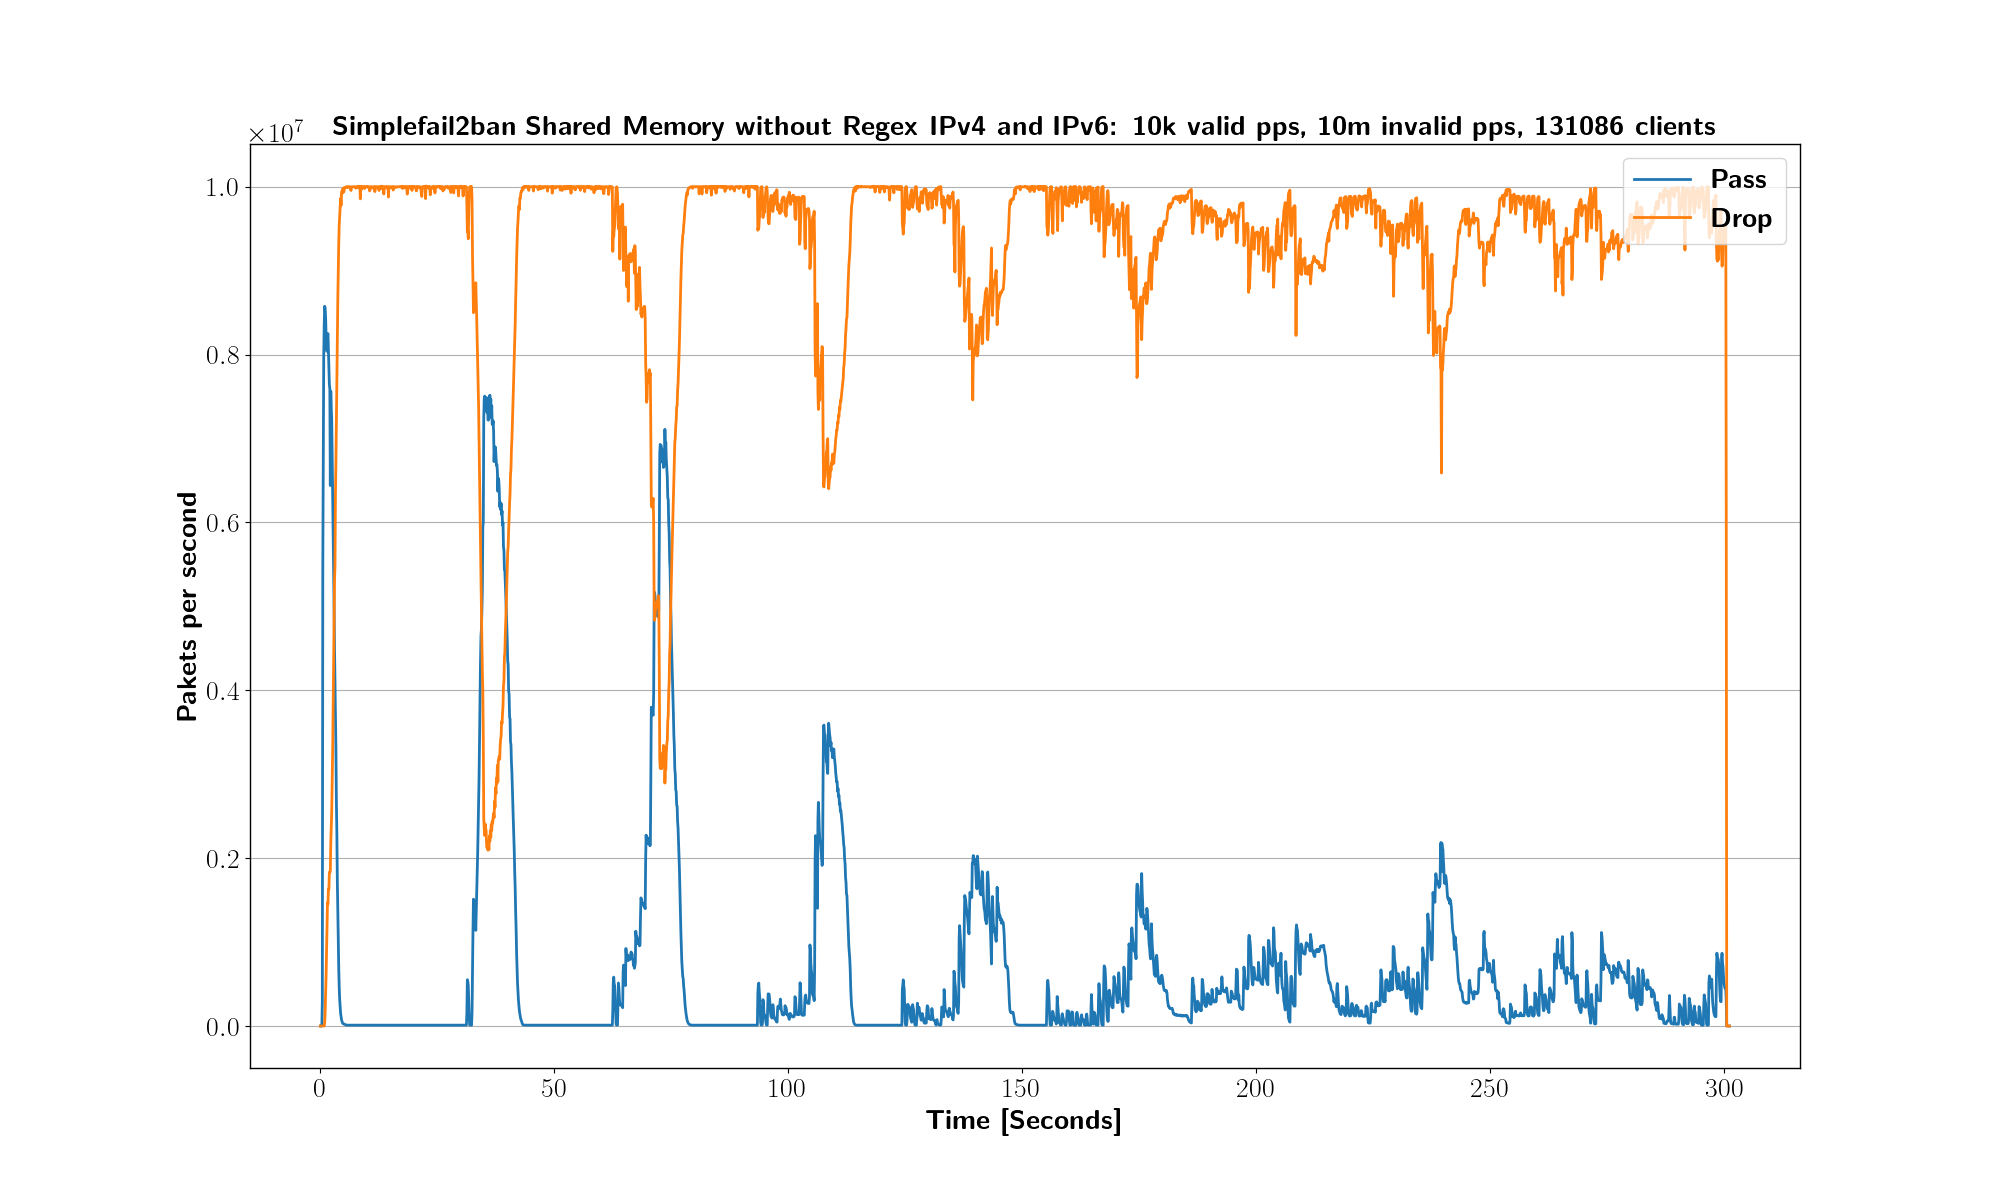 Simplefail2ban Shared Memory without Regex IPv4 and IPv6: 10k valid pps, 10m invalid pps, 131086 clients
×10⁷
Pass
Drop
1.0
0.8
0.6
0.4
0.2
0.0
Pakets per second
0 50 100 150 200 250 300
Time [Seconds]